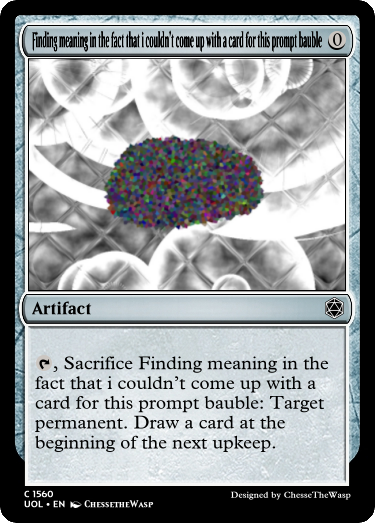 Finding meaning in the fact that i couldn't come up with a card for this prompt bauble 0
Artifact
, Sacrifice Finding meaning in the
fact that i couldn't come up with a
card for this prompt bauble: Target
permanent. Draw a card at the
beginning of the next upkeep.
C 1560
UOL • EN ChesseTheWasp
Designed by ChesseTheWasp